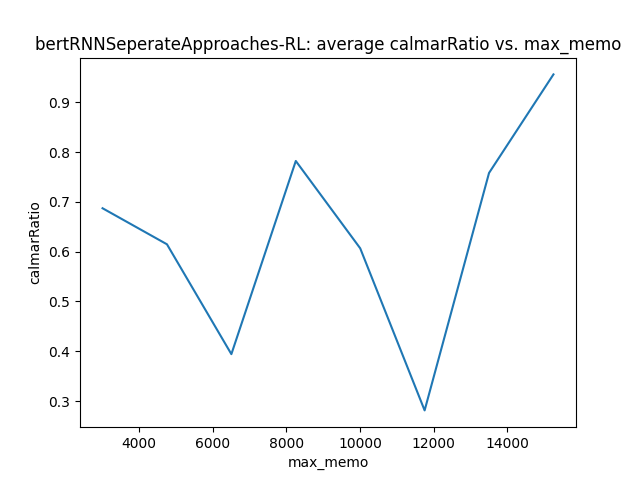 bertRNNSeperateApproaches-RL: average calmarRatio vs. max_memo
calmarRatio
0.9
0.8
0.7
0.6
0.5
0.4
0.3
4000 6000 8000 10000 12000 14000
max_memo